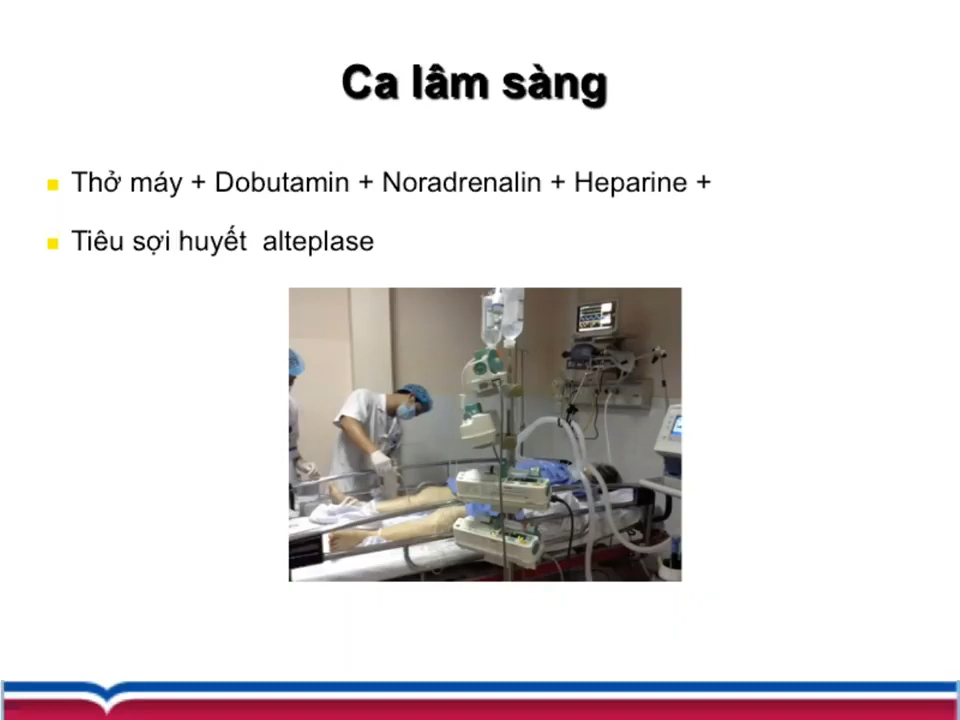 Ca lâm sàng
Thở máy + Dobutamin + Noradrenalin + Heparine +
Tiêu sợi huyết alteplase